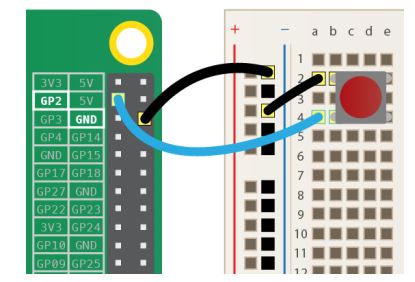 + − a b c d e
1
3V3 5V 2
GP2 5V 3
GP3 GND 4
GP4 GP14 5
GND GP15 6
GP17 GP18 7
GP27 GND 8
GP22 GP23 9
3V3 GP24 10
GP10 GND 11
GP09 GP25 12